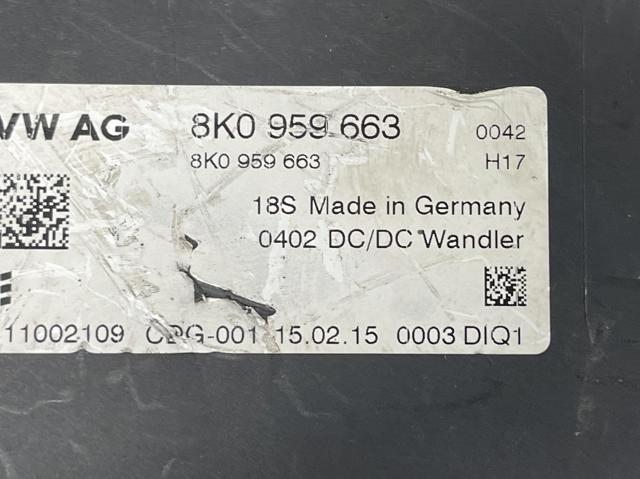 VW AG
8K0 959 663 0042
8K0 959 663 H17
18S Made in Germany
0402 DC/DC Wandler
11002109 15.02.15 0003 DIQ1